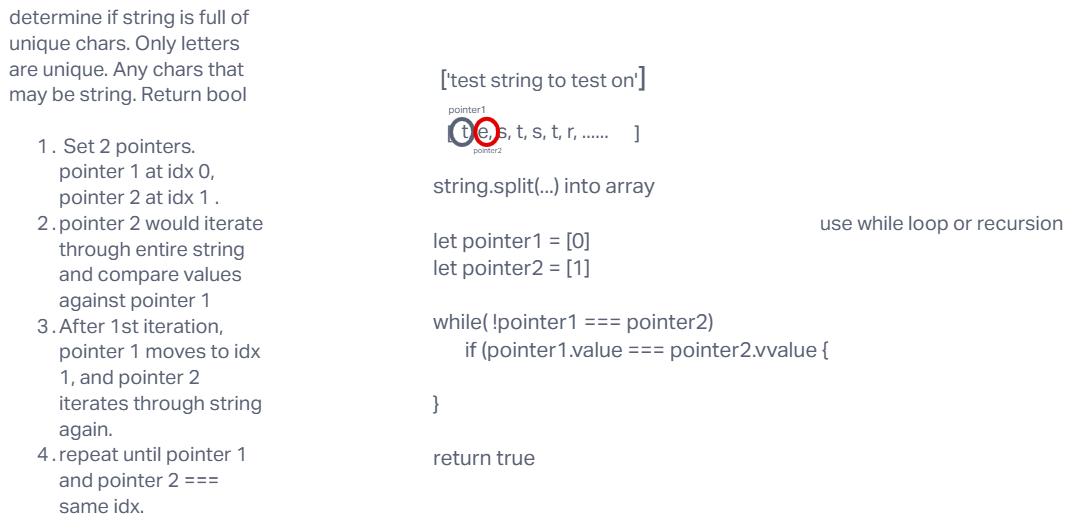 determine if string is full of
unique chars. Only letters
are unique. Any chars that
may be string. Return bool
1. Set 2 pointers.
pointer 1 at idx 0,
pointer 2 at idx 1 .
2. pointer 2 would iterate
through entire string
and compare values
against pointer 1
3. After 1st iteration,
pointer 1 moves to idx
1, and pointer 2
iterates through string
again.
4. repeat until pointer 1
and pointer 2 ===
same idx.
['test string to test on']
pointer1
[ t, e, s, t, s, t, r, ...... ]
pointer2
string.split(...) into array
let pointer1 = [0]
let pointer2 = [1]
while( !pointer1 === pointer2)
if (pointer1.value === pointer2.vvalue {
}
return true
use while loop or recursion